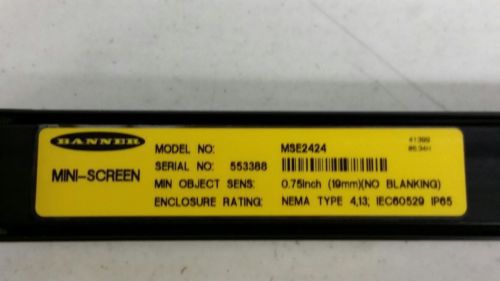 BANNER
MINI-SCREEN
MODEL NO: MSE2424
SERIAL NO: 553388
MIN OBJECT SENS: 0.75inch (19mm)(NO BLANKING)
ENCLOSURE RATING: NEMA TYPE 4,13; IEC60529 IP65
41399